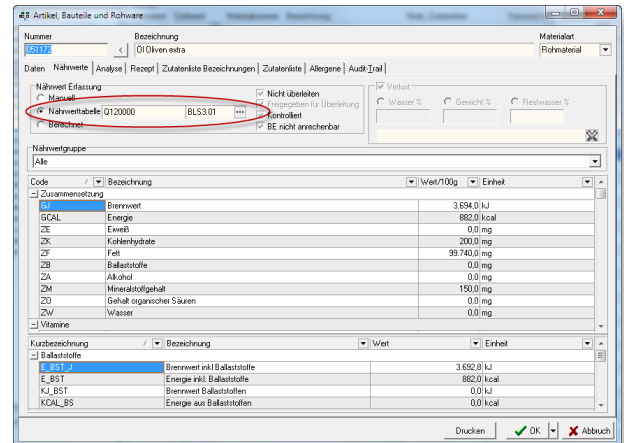 Artikel, Bauteile und Rohware
Nummer Bezeichnung Materialart
051172 < Öl Oliven extra Rohmaterial
Daten Nährwerte Analyse Rezept Zutatenliste Bezeichnungen Zutatenliste Allergene Audit-Trail
Nährwert Erfassung Verlust
Manuell Nicht überleiten Wasser % Gewicht % Restwasser %
Freigegeben für Überleitung
Nährwerttabelle Q120000 BLS3.01 ... Kontrolliert
Berechnet BE nicht anrechenbar
Nährwertgruppe
Alle
Code Bezeichnung Wert/100g Einheit
Zusammensetzung
GJ Brennwert 3.694,0 kJ
GCAL Energie 882,0 kcal
ZE Eiweiß 0,0 mg
ZK Kohlenhydrate 200,0 mg
ZF Fett 99.740,0 mg
ZB Ballaststoffe 0,0 mg
ZA Alkohol 0,0 mg
ZM Mineralstoffgehalt 150,0 mg
ZO Gehalt organischer Säuren 0,0 mg
ZW Wasser 0,0 mg
Vitamine
Kurzbezeichnung Bezeichnung Wert Einheit
Ballaststoffe
E_BST_J Brennwert inkl Ballaststoffe 3.692,8 kJ
E_BST Energie inkl. Ballaststoffe 882,0 kcal
KJ_BST Brennwert Ballaststoffen 0,0 kJ
KCAL_BS Energie aus Ballaststoffen 0,0 kcal
Drucken OK Abbruch